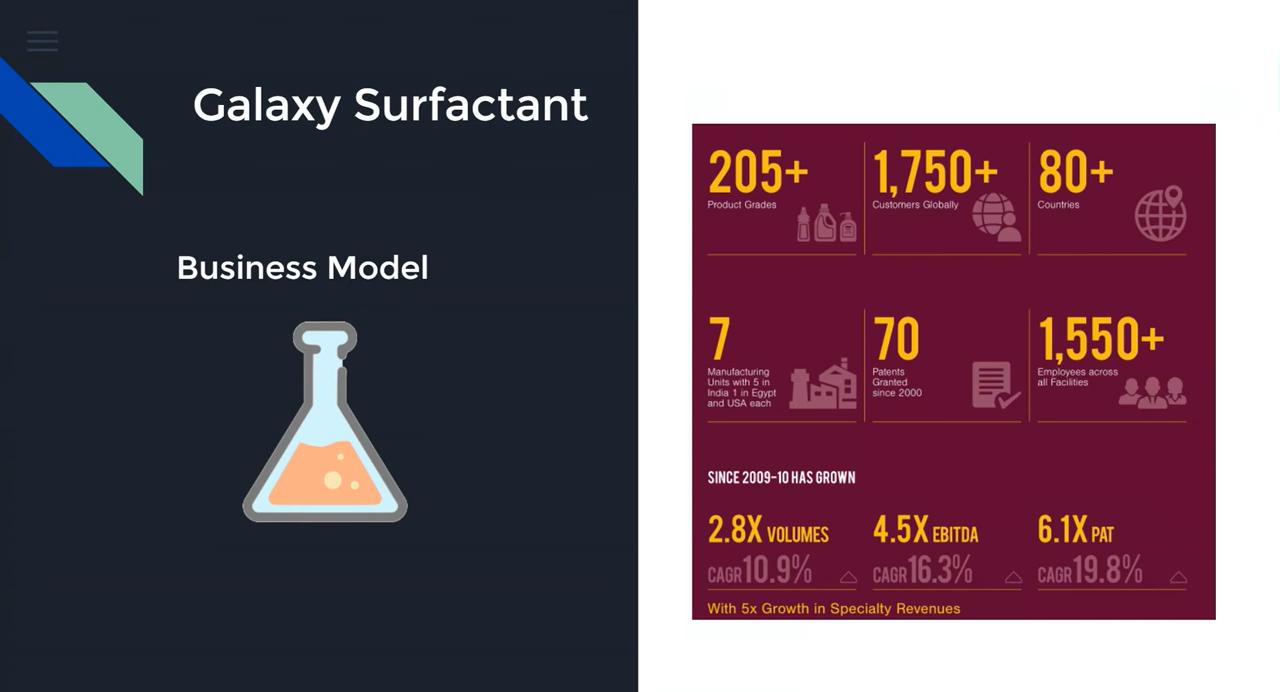 Galaxy Surfactant
Business Model
205+
Product Grades
1,750+
Customers Globally
80+
Countries
7
Manufacturing
Units with 5 in
India 1 in Egypt
and USA each
70
Patents
Granted
since 2000
1,550+
Employees across
all Facilities
SINCE 2009-10 HAS GROWN
2.8X VOLUMES
CAGR 10.9%
4.5X EBITDA
CAGR 16.3%
6.1X PAT
CAGR 19.8%
With 5x Growth in Specialty Revenues